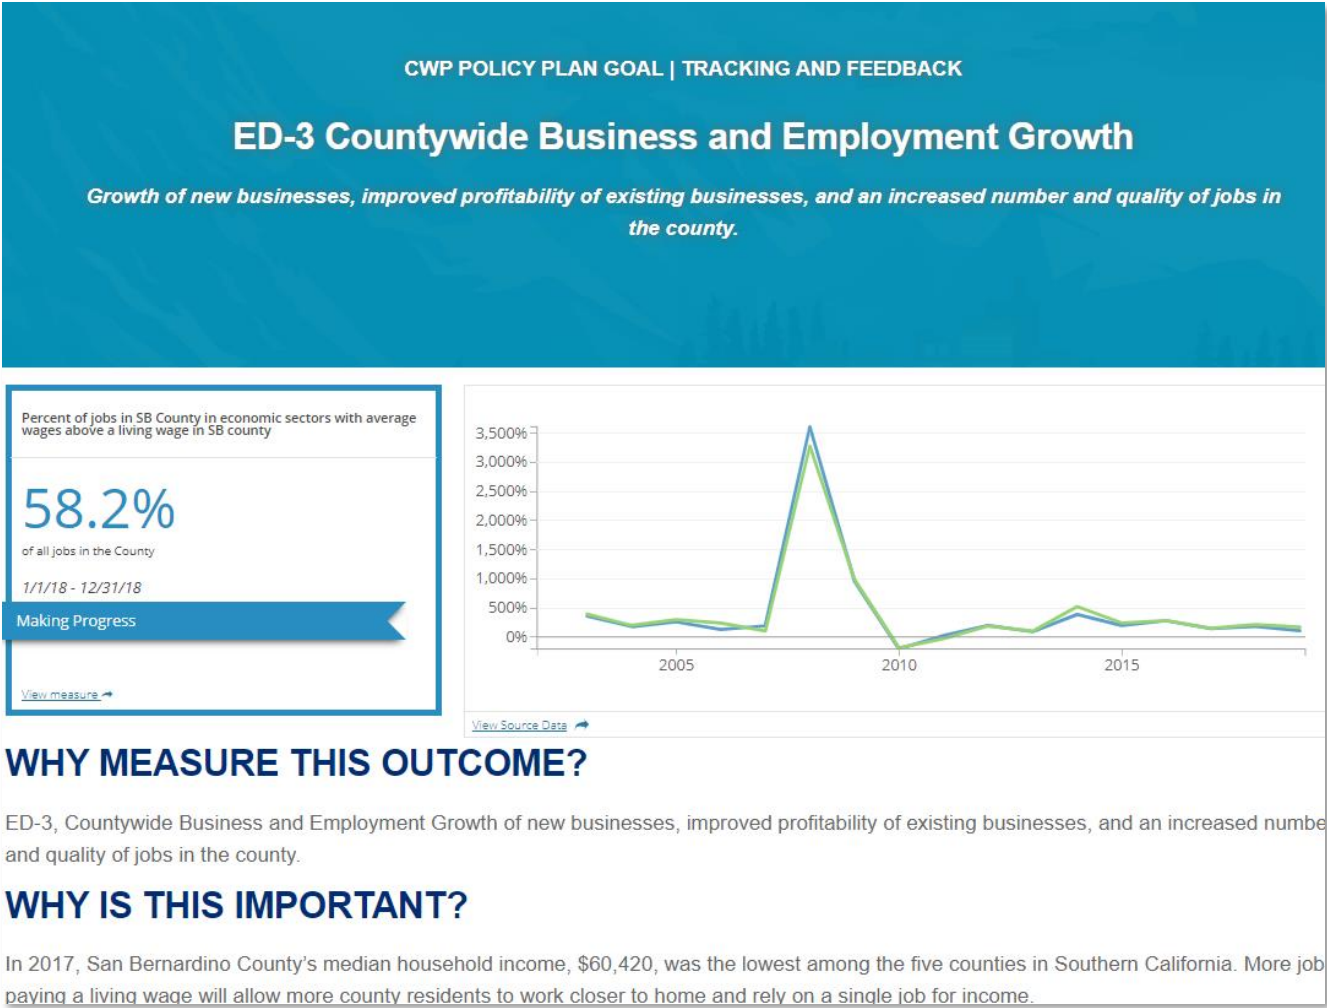 CWP POLICY PLAN GOAL | TRACKING AND FEEDBACK
ED-3 Countywide Business and Employment Growth
Growth of new businesses, improved profitability of existing businesses, and an increased number and quality of jobs in
the county.
Percent of jobs in SB County in economic sectors with average
wages above a living wage in SB county
58.2%
of all jobs in the County
1/1/18 - 12/31/18
Making Progress
View measure
3,500%
3,000%
2,500%
2,000%
1,500%
1,000%
500%
0%
2005 2010 2015
View Source Data
WHY MEASURE THIS OUTCOME?
ED-3, Countywide Business and Employment Growth of new businesses, improved profitability of existing businesses, and an increased numbe
and quality of jobs in the county.
WHY IS THIS IMPORTANT?
In 2017, San Bernardino County's median household income, $60,420, was the lowest among the five counties in Southern California. More job
paying a living wage will allow more county residents to work closer to home and rely on a single job for income.